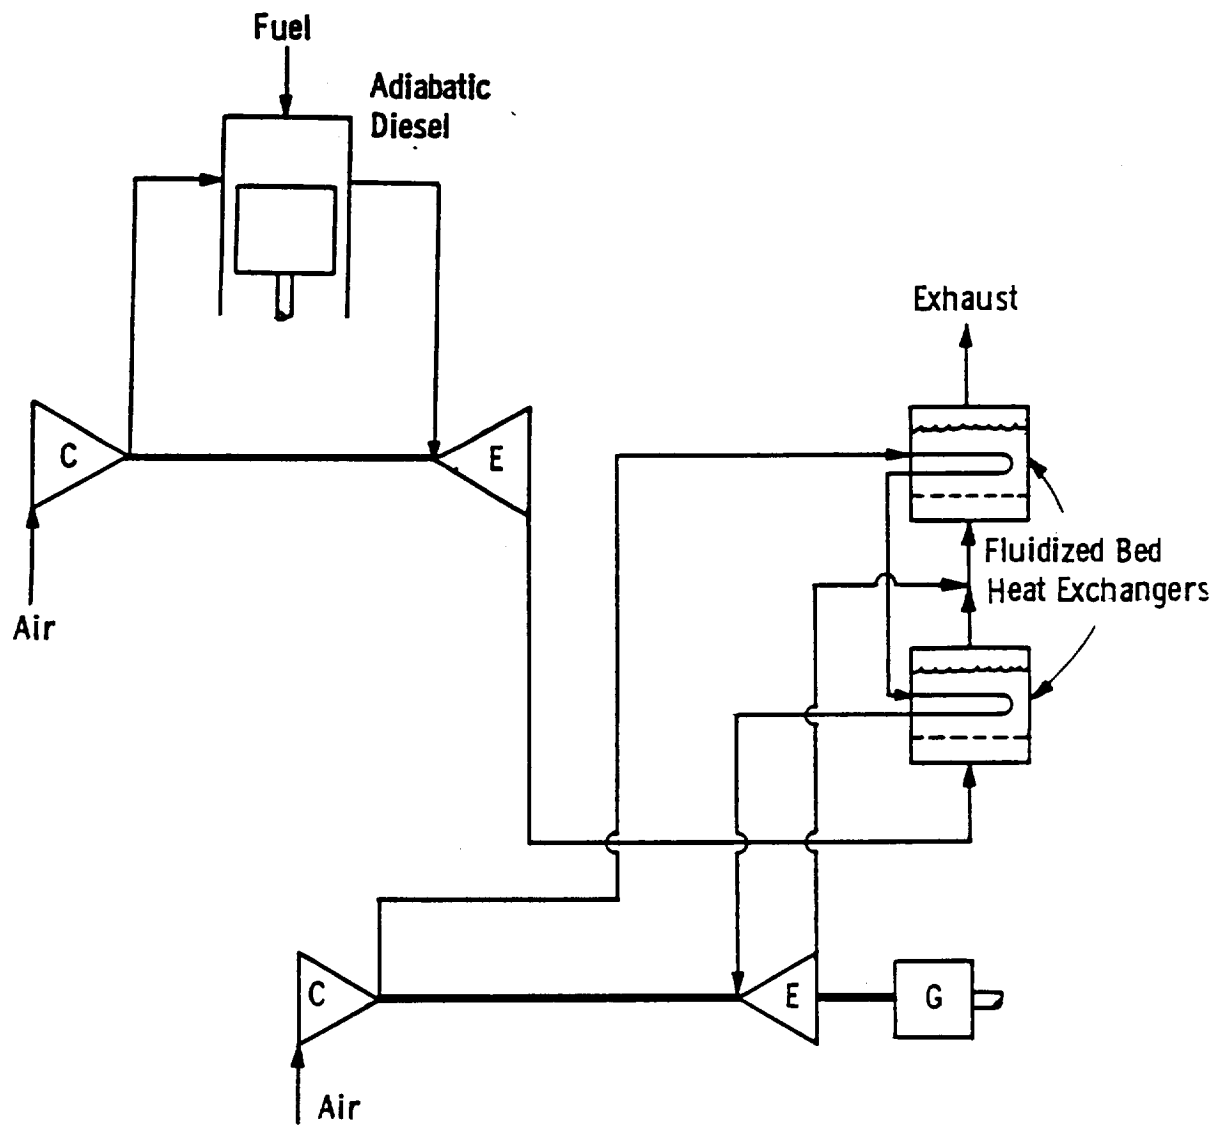 Fuel
Adiabatic
Diesel
Exhaust
C
E
Fluidized Bed
Heat Exchangers
Air
C
E
G
Air